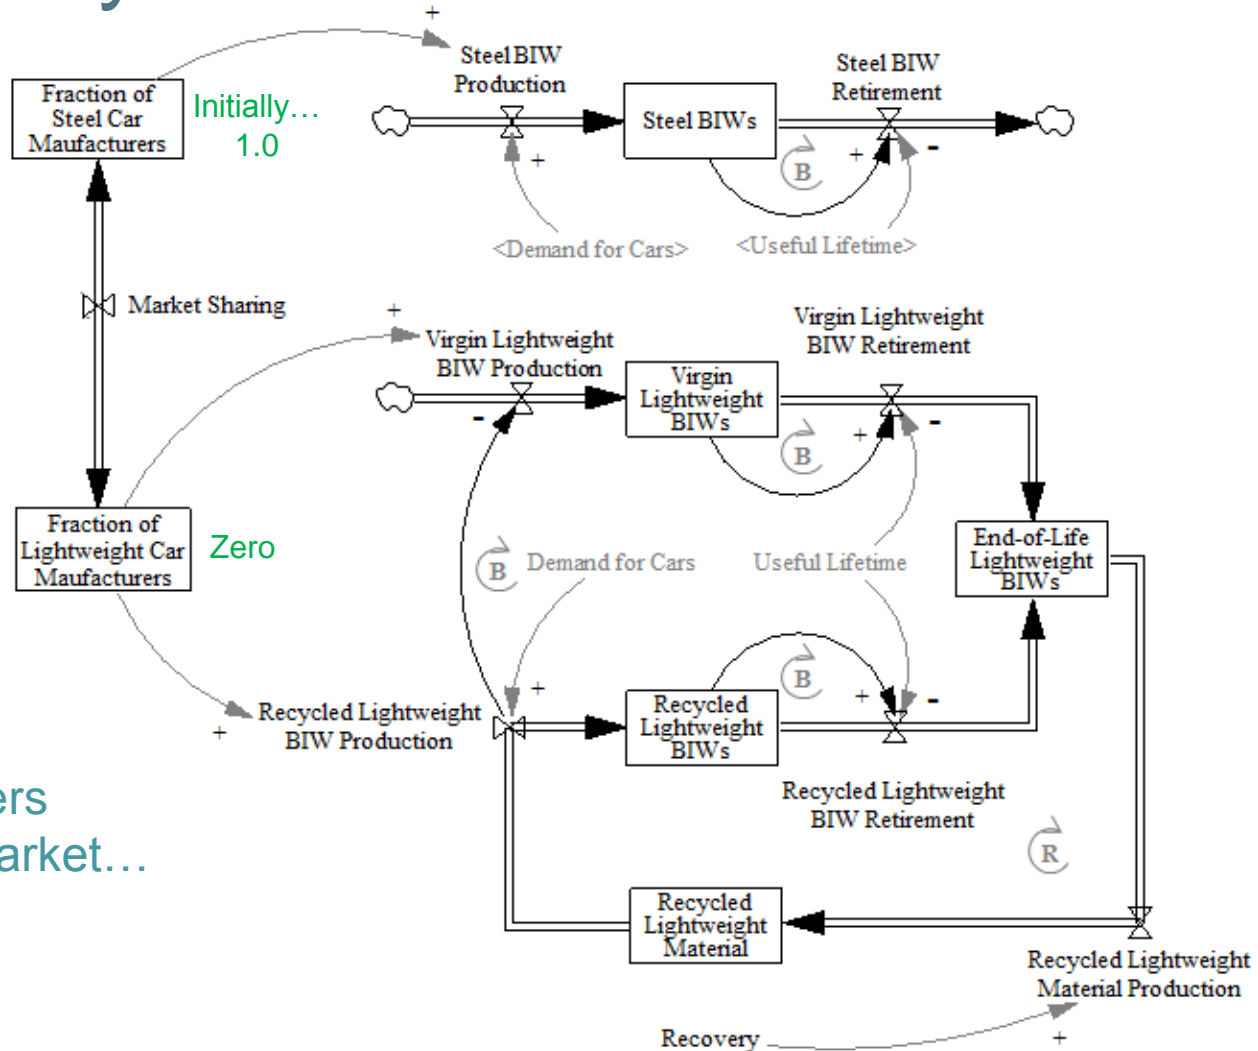 y
+
Steel BIW
Production
Steel BIW
Retirement
Fraction of
Steel Car
Maufacturers
Initially…
1.0
Steel BIWs
+
B
+
-
<Demand for Cars>
<Useful Lifetime>
Market Sharing
+
Virgin Lightweight
BIW Production
Virgin Lightweight
BIW Retirement
Virgin
Lightweight
BIWs
-
B
+
-
Fraction of
Lightweight Car
Maufacturers
Zero
B
Demand for Cars
Useful Lifetime
End-of-Life
Lightweight
BIWs
+
B
+
-
+
Recycled Lightweight
BIW Production
Recycled
Lightweight
BIWs
Recycled Lightweight
BIW Retirement
ers
arket…
R
Recycled
Lightweight
Material
Recycled Lightweight
Material Production
Recovery
+